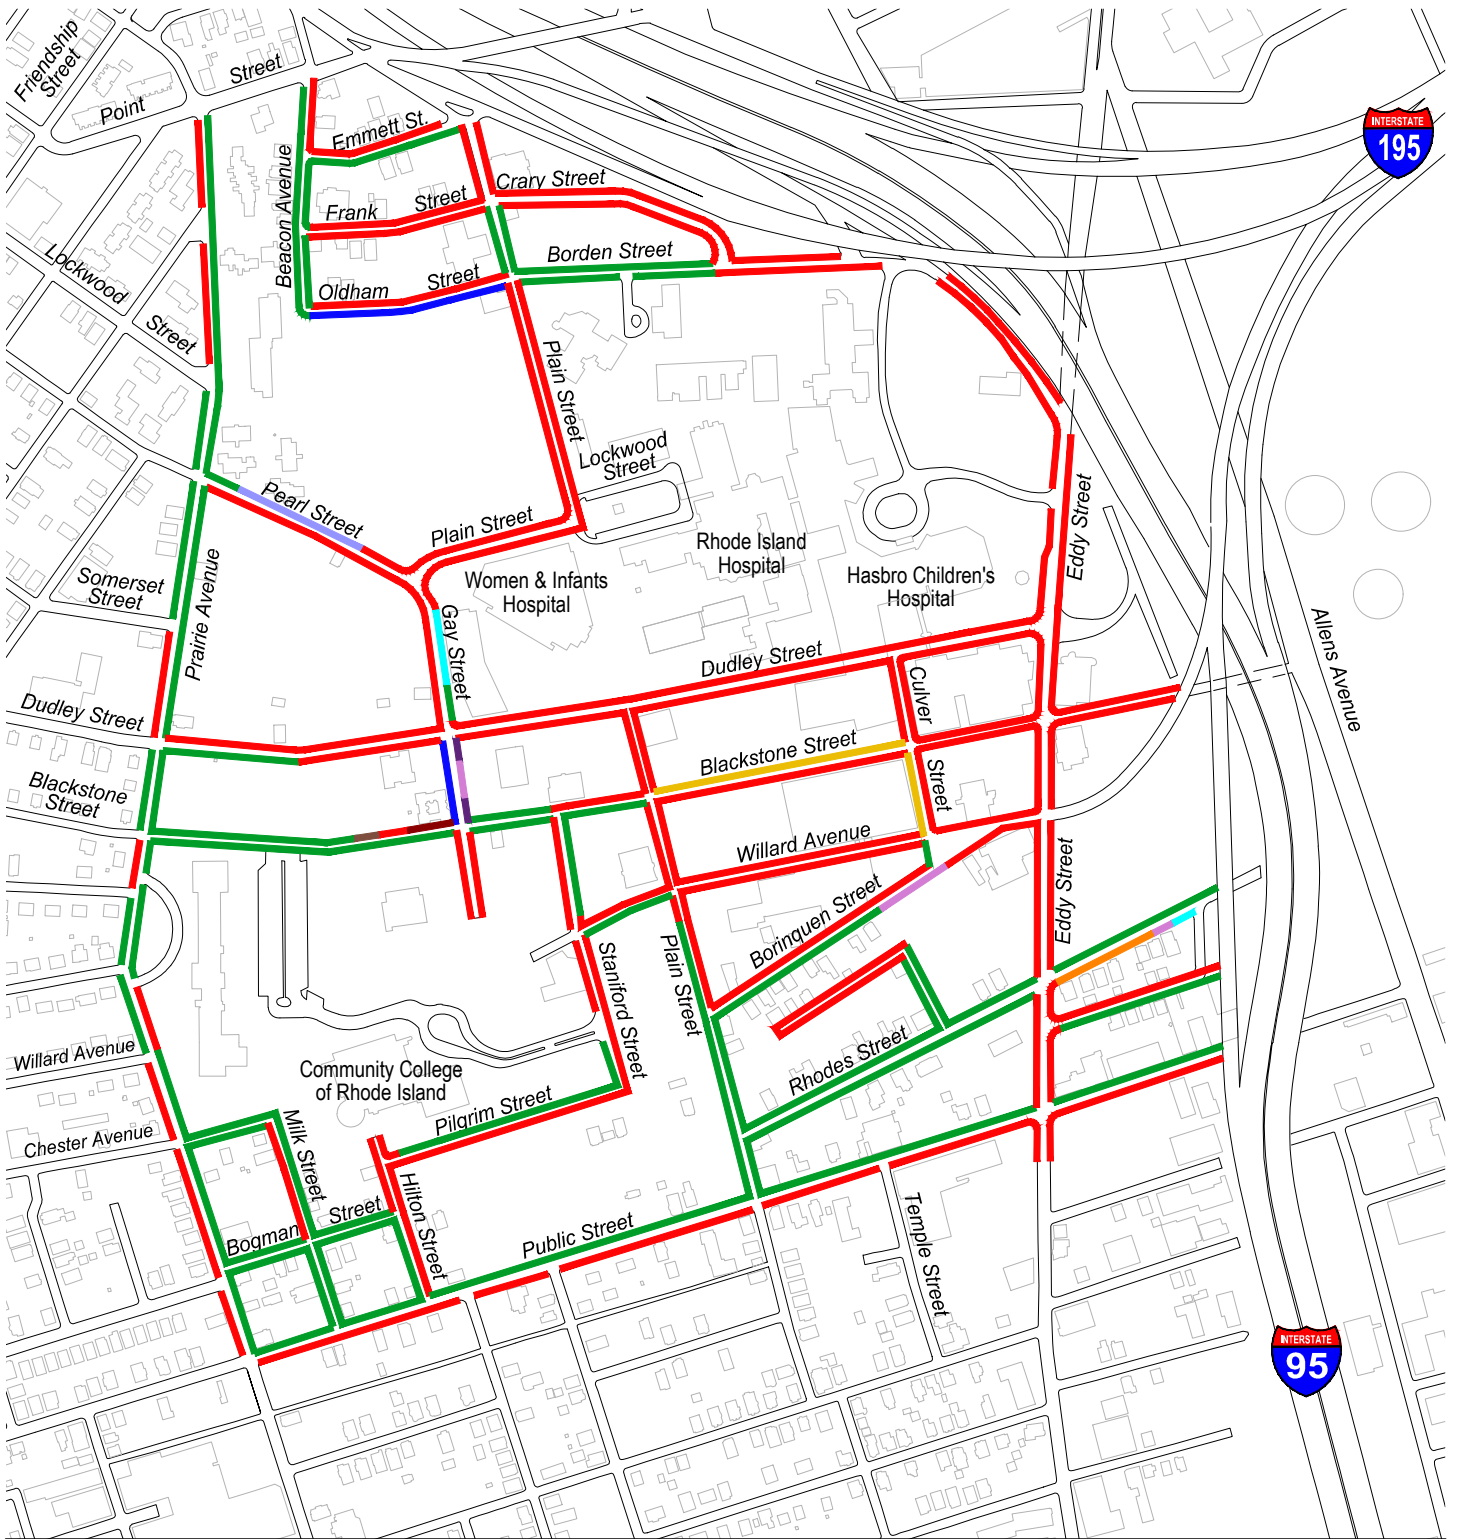 Friendship
Street
Street
Point
Emmett St.
INTERSTATE
195
Beacon Avenue
Crary Street
Frank
Street
Borden Street
Lockwood
Street
Oldham
Street
Plain Street
Lockwood
Street
Pearl Street
Plain Street
Eddy Street
Rhode Island
Hospital
Women & Infants
Hospital
Hasbro Children's
Hospital
Somerset
Street
Prairie Avenue
Gay Street
Allens Avenue
Dudley Street
Dudley Street
Culver
Street
Blackstone Street
Blackstone
Street
Willard Avenue
Borinquen Street
Eddy Street
Plain Street
Staniford Street
Rhodes Street
Willard Avenue
Community College
of Rhode Island
Pilgrim Street
Chester Avenue
Milk Street
Hilton Street
Bogman
Street
Public Street
Temple Street
INTERSTATE
95